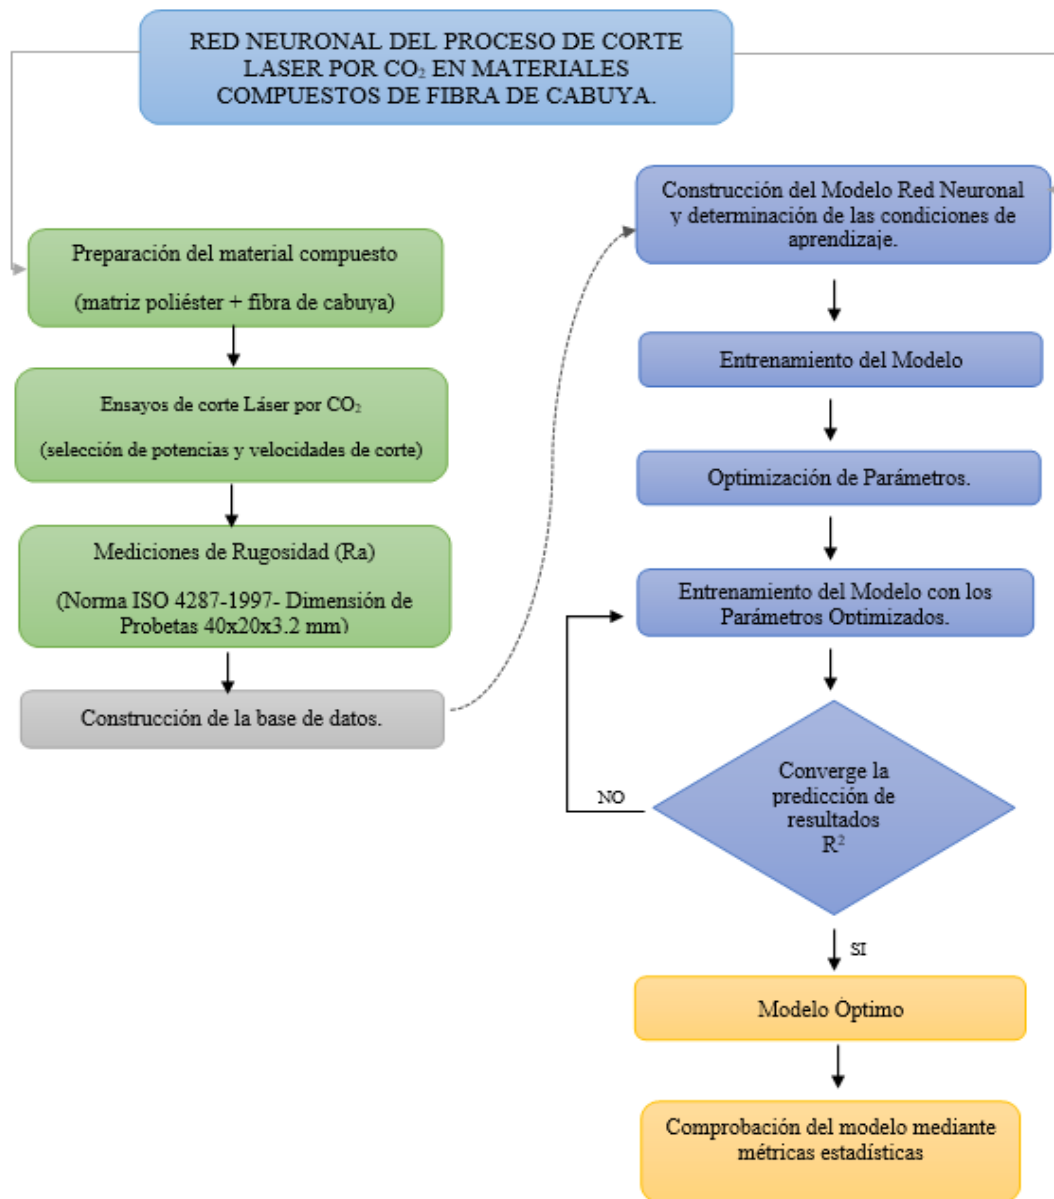 RED NEURONAL DEL PROCESO DE CORTE
LASER POR CO₂ EN MATERIALES
COMPUESTOS DE FIBRA DE CABUYA.
Preparación del material compuesto
(matriz poliéster + fibra de cabuya)
Ensayos de corte Láser por CO₂
(selección de potencias y velocidades de corte)
Mediciones de Rugosidad (Ra)
(Norma ISO 4287-1997- Dimensión de
Probetas 40x20x3.2 mm)
Construcción de la base de datos.
Construcción del Modelo Red Neuronal
y determinación de las condiciones de
aprendizaje.
Entrenamiento del Modelo
Optimización de Parámetros.
Entrenamiento del Modelo con los
Parámetros Optimizados.
Converge la
predicción de
resultados
R²
NO
SI
Modelo Óptimo
Comprobación del modelo mediante
métricas estadísticas